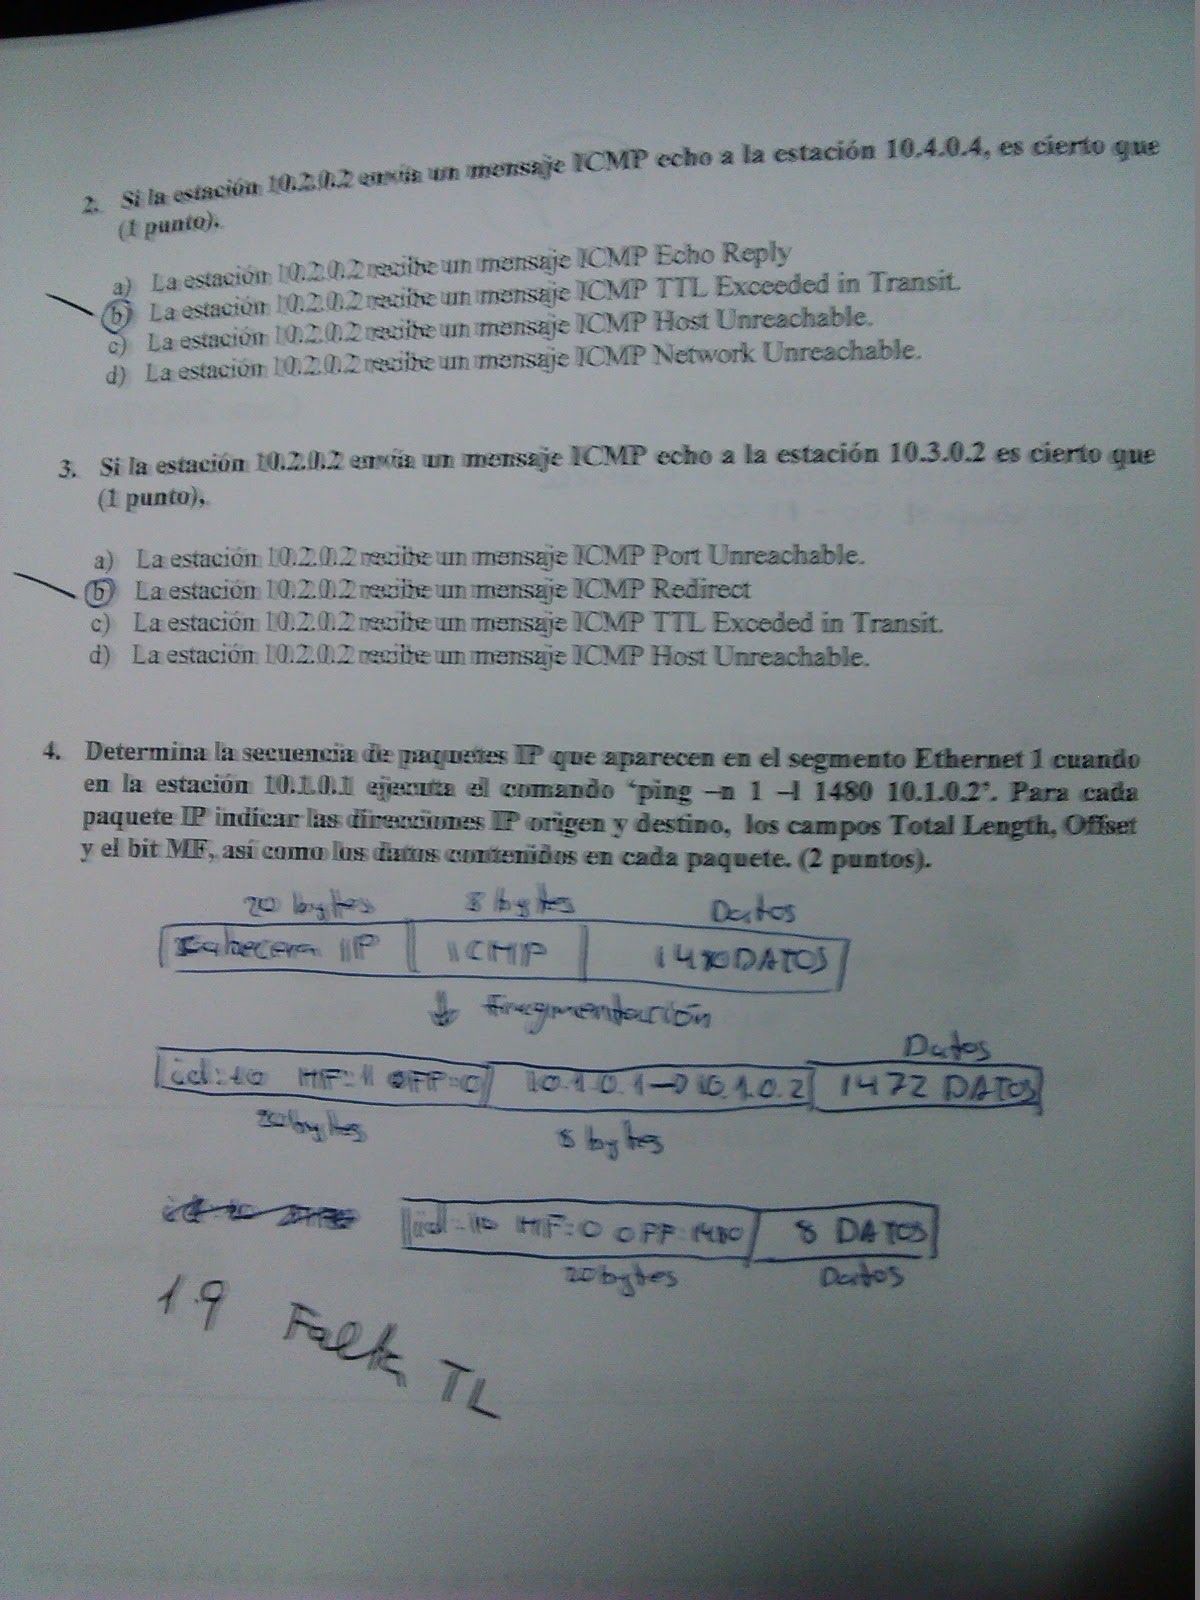 2. Si la estación 10.2.0.2 envía un mensaje ICMP echo a la estación 10.4.0.4, es cierto que
(1 punto).
a) La estación 10.2.0.2 recibe un mensaje ICMP Echo Reply
b) La estación 10.2.0.2 recibe un mensaje ICMP TTL Exceeded in Transit.
c) La estación 10.2.0.2 recibe un mensaje ICMP Host Unreachable.
d) La estación 10.2.0.2 recibe un mensaje ICMP Network Unreachable.
3. Si la estación 10.2.0.2 envía un mensaje ICMP echo a la estación 10.3.0.2 es cierto que
(1 punto),
a) La estación 10.2.0.2 recibe un mensaje ICMP Port Unreachable.
b) La estación 10.2.0.2 recibe un mensaje ICMP Redirect
c) La estación 10.2.0.2 recibe un mensaje ICMP TTL Exceded in Transit.
d) La estación 10.2.0.2 recibe un mensaje ICMP Host Unreachable.
4. Determina la secuencia de paquetes IP que aparecen en el segmento Ethernet 1 cuando
en la estación 10.1.0.1 ejecuta el comando ‘ping –n 1 –l 1480 10.1.0.2’. Para cada
paquete IP indicar las direcciones IP origen y destino, los campos Total Length, Offset
y el bit MF, así como los datos contenidos en cada paquete. (2 puntos).
20 bytes 8 bytes Datos
Cabecera IP ICMP 1480 DATOS
↓ Fragmentación
Datos
id=10 MF=1 OFF=0 10.1.0.1→10.1.0.2 1472 DATOS
20 bytes 8 bytes
id=10 MF=0 OFF=1480 8 DATOS
20 bytes Datos
1.9 Falta TL